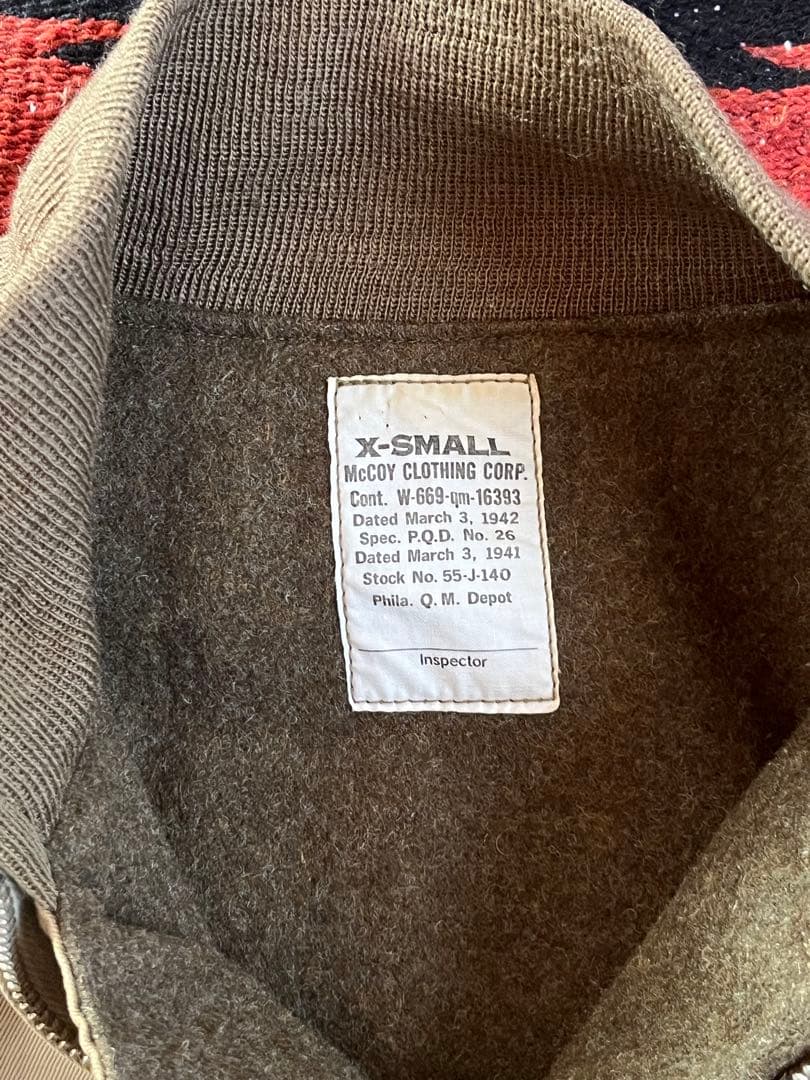 X-SMALL
McCOY CLOTHING CORP.
Cont. W-669-qm-16393
Dated March 3, 1942
Spec. P.Q.D. No. 26
Dated March 3, 1941
Stock No. 55-J-140
Phila. Q.M. Depot
Inspector